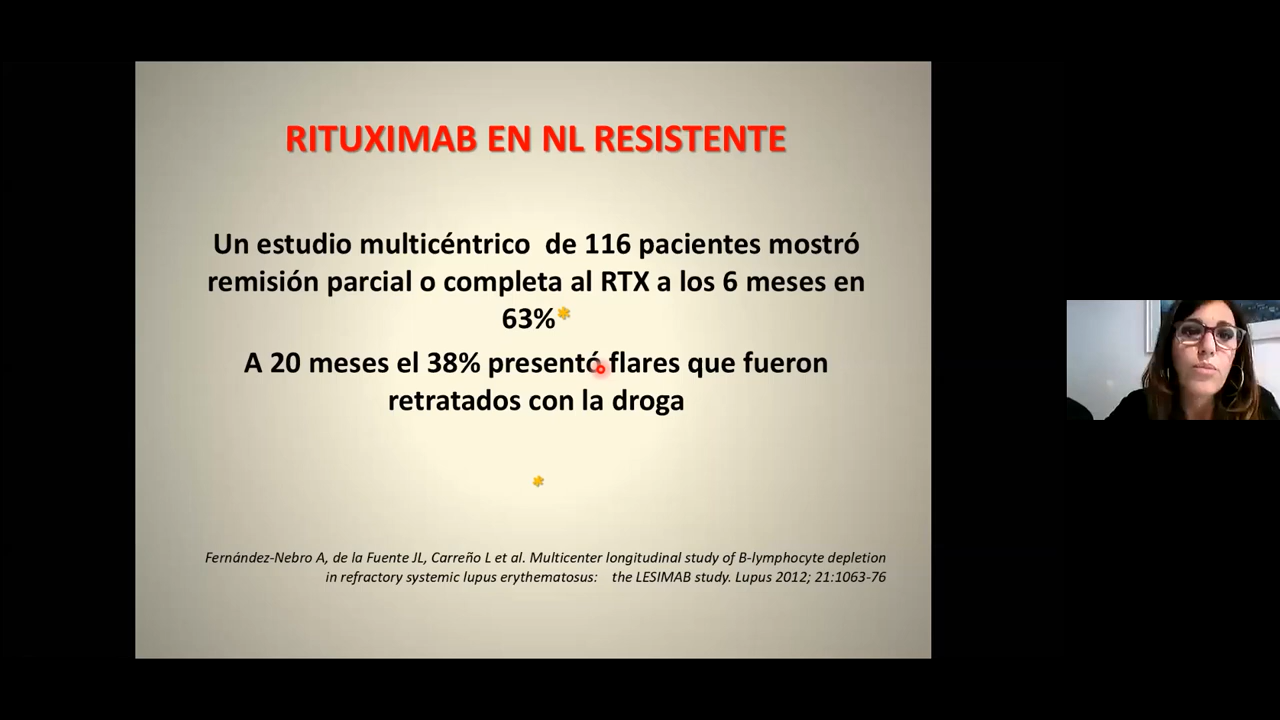 RITUXIMAB EN NL RESISTENTE
Un estudio multicéntrico de 116 pacientes mostró
remisión parcial o completa al RTX a los 6 meses en
63%*
A 20 meses el 38% presentó flares que fueron
retratados con la droga
*
Fernández-Nebro A, de la Fuente JL, Carreño L et al. Multicenter longitudinal study of B-lymphocyte depletion
in refractory systemic lupus erythematosus: the LESIMAB study. Lupus 2012; 21:1063-76